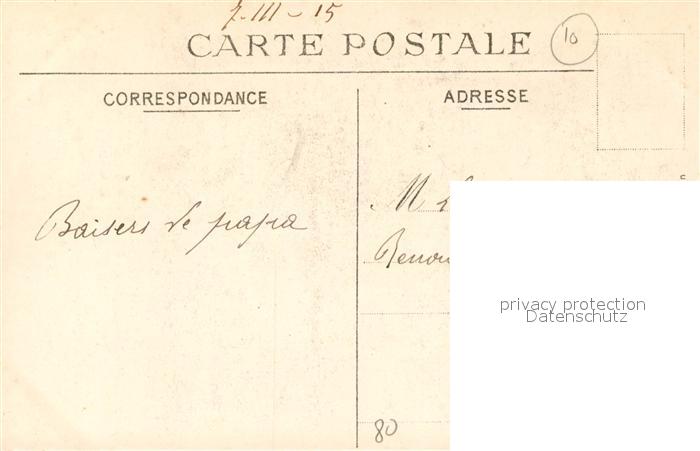 7-III-15
CARTE POSTALE
10
CORRESPONDANCE
ADRESSE
Baisers de papa
privacy protection
Datenschutz
80